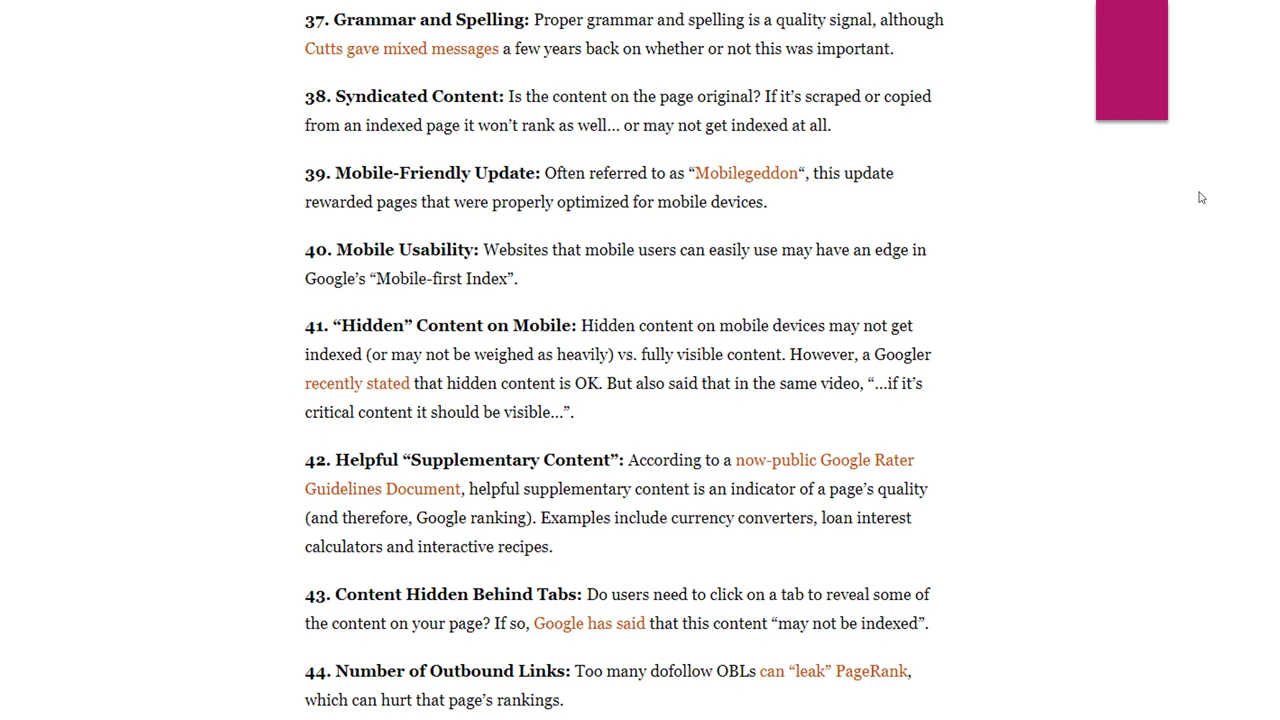 37. Grammar and Spelling: Proper grammar and spelling is a quality signal, although
Cutts gave mixed messages a few years back on whether or not this was important.
38. Syndicated Content: Is the content on the page original? If it’s scraped or copied
from an indexed page it won’t rank as well… or may not get indexed at all.
39. Mobile-Friendly Update: Often referred to as “Mobilegeddon“, this update
rewarded pages that were properly optimized for mobile devices.
40. Mobile Usability: Websites that mobile users can easily use may have an edge in
Google’s “Mobile-first Index”.
41. “Hidden” Content on Mobile: Hidden content on mobile devices may not get
indexed (or may not be weighed as heavily) vs. fully visible content. However, a Googler
recently stated that hidden content is OK. But also said that in the same video, “…if it’s
critical content it should be visible…”.
42. Helpful “Supplementary Content”: According to a now-public Google Rater
Guidelines Document, helpful supplementary content is an indicator of a page’s quality
(and therefore, Google ranking). Examples include currency converters, loan interest
calculators and interactive recipes.
43. Content Hidden Behind Tabs: Do users need to click on a tab to reveal some of
the content on your page? If so, Google has said that this content “may not be indexed”.
44. Number of Outbound Links: Too many dofollow OBLs can “leak” PageRank,
which can hurt that page’s rankings.